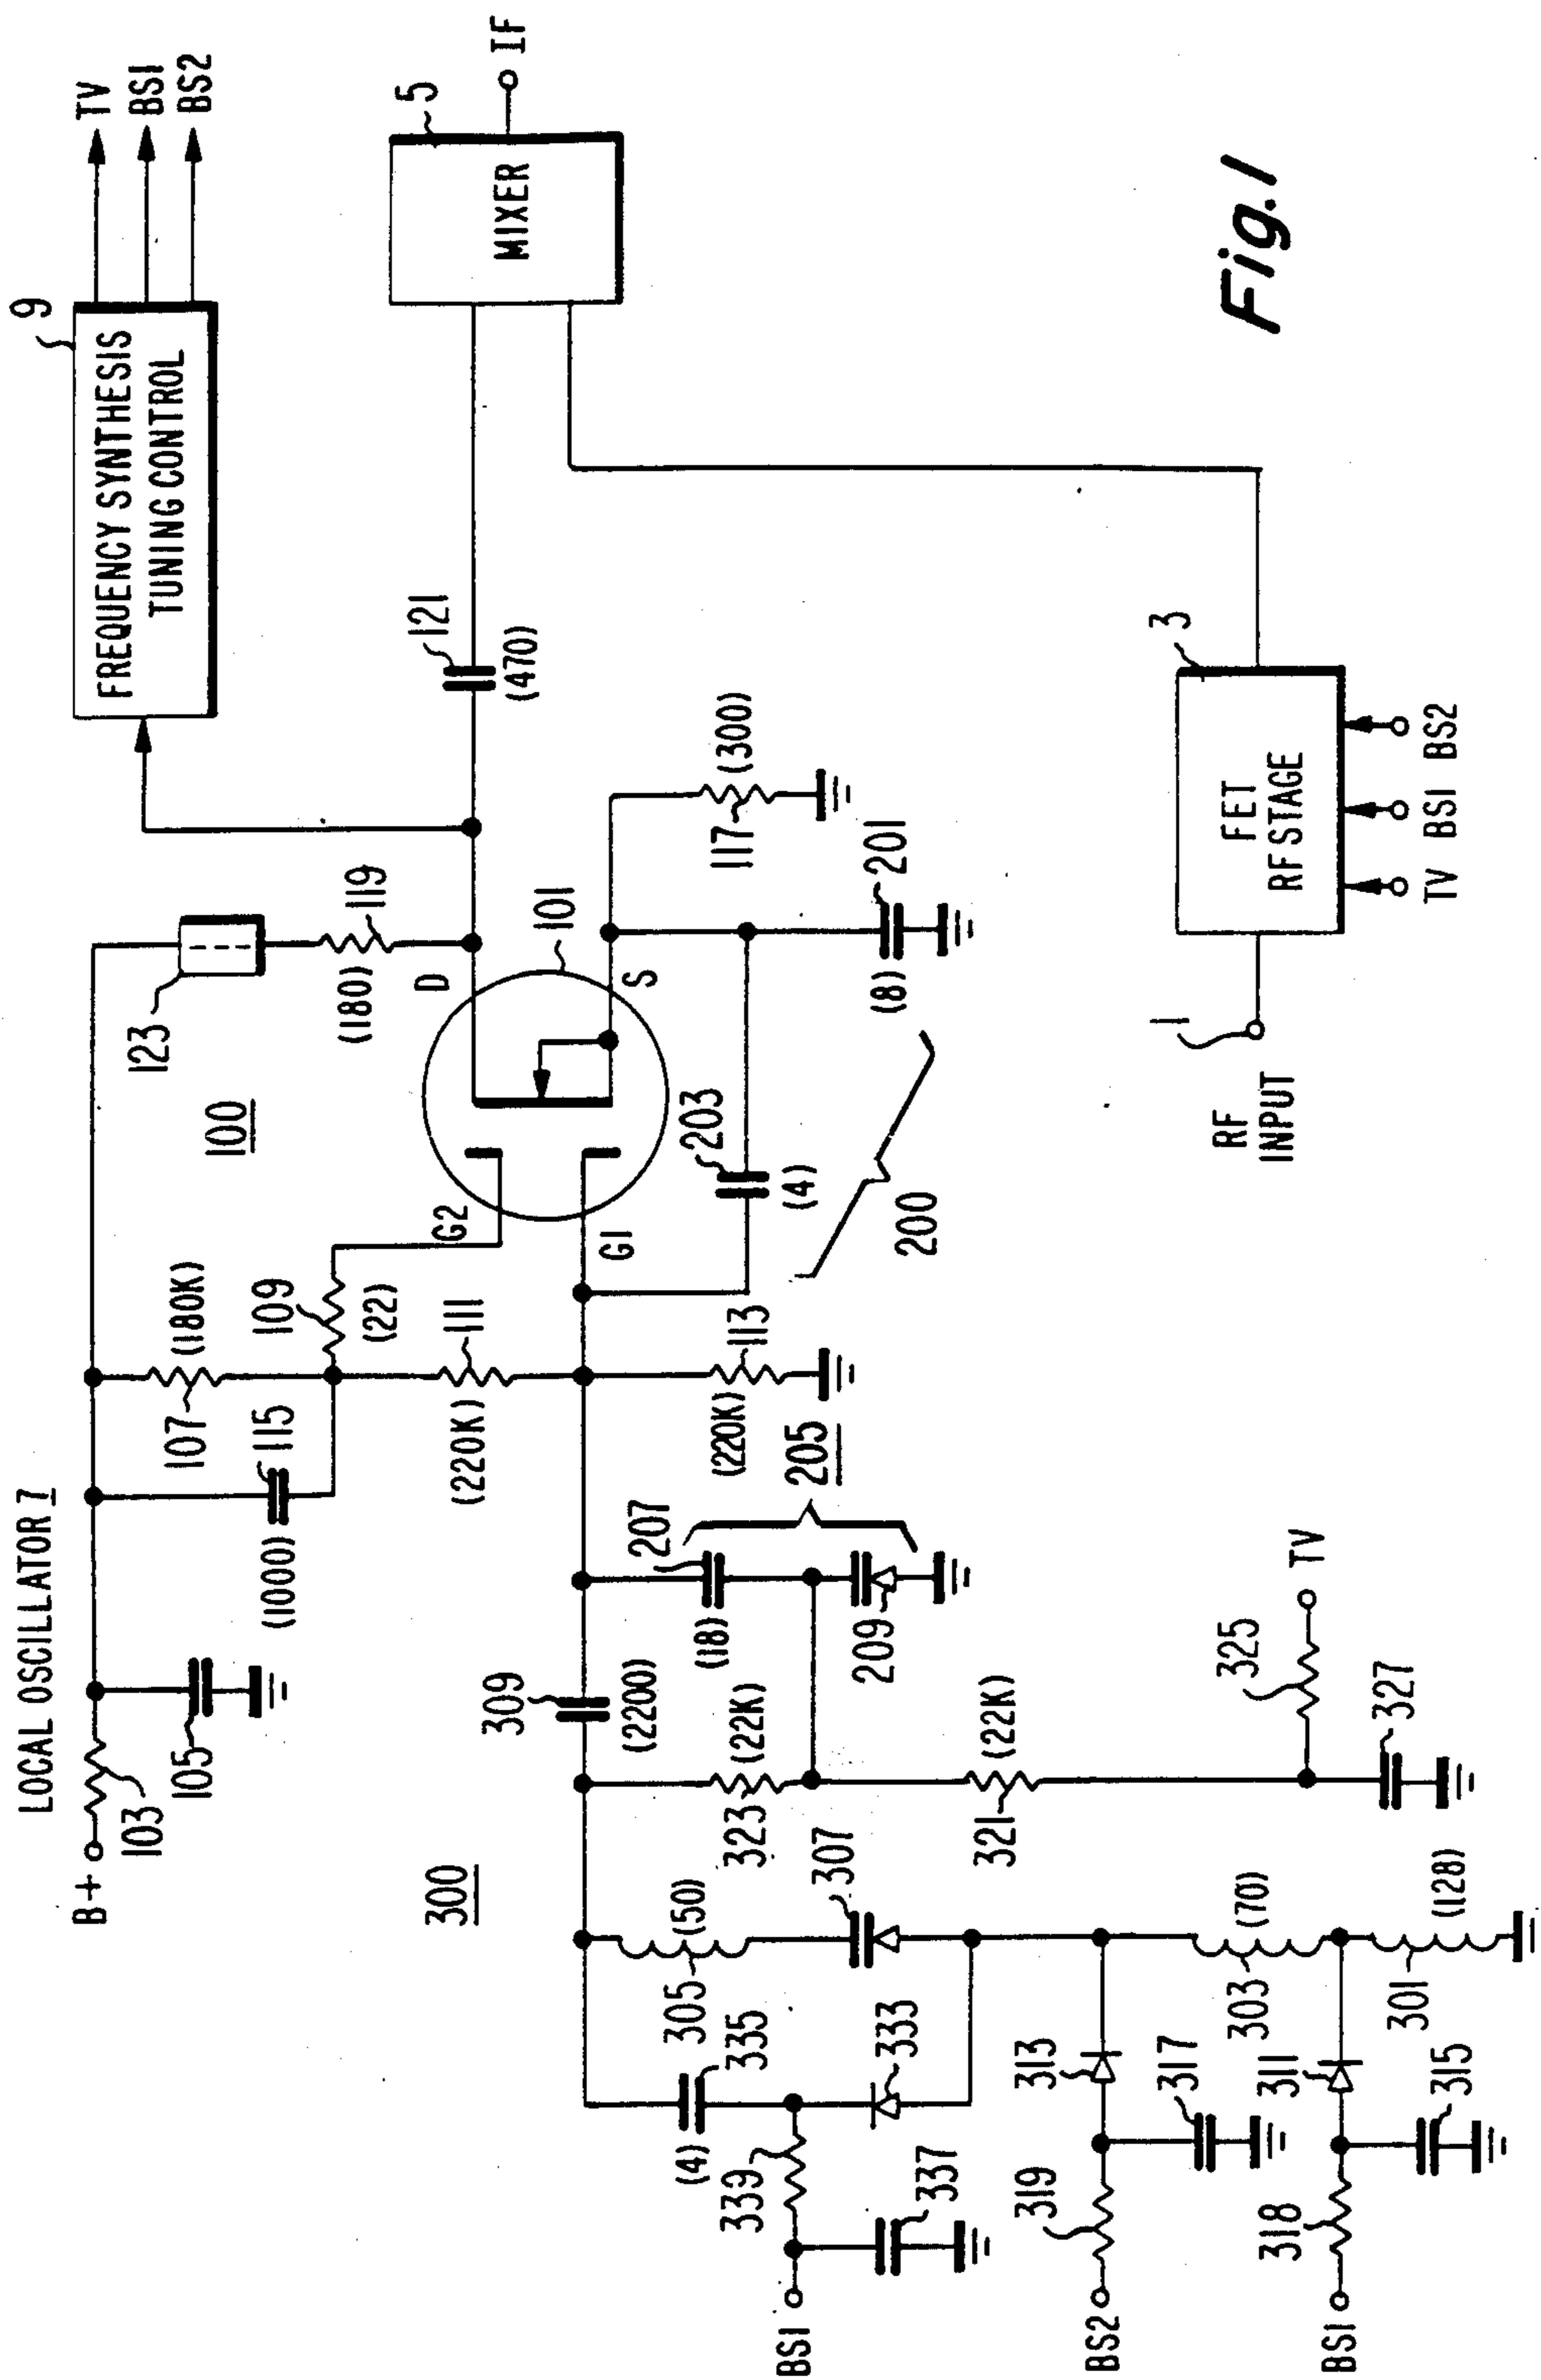 LOCAL OSCILLATOR 7
B+
103
105
(1000)
115
107
(180K)
109
(22)
(220K)
111
G2
G1
100
123
(180)
119
D
S
101
9
FREQUENCY SYNTHESIS
TUNING CONTROL
TV
BS1
BS2
121
(470)
5
MIXER
IF
117
(300)
(8)
201
203
(4)
200
113
(220K)
205
207
(18)
209
309
(2200)
300
323
(22K)
321
(22K)
325
TV
327
305
(50)
307
335
(4)
333
339
337
BS1
313
317
319
BS2
303
(70)
301
(128)
311
315
318
BS1
1
RF
INPUT
3
FET
RF STAGE
TV
BS1
BS2
Fig. 1